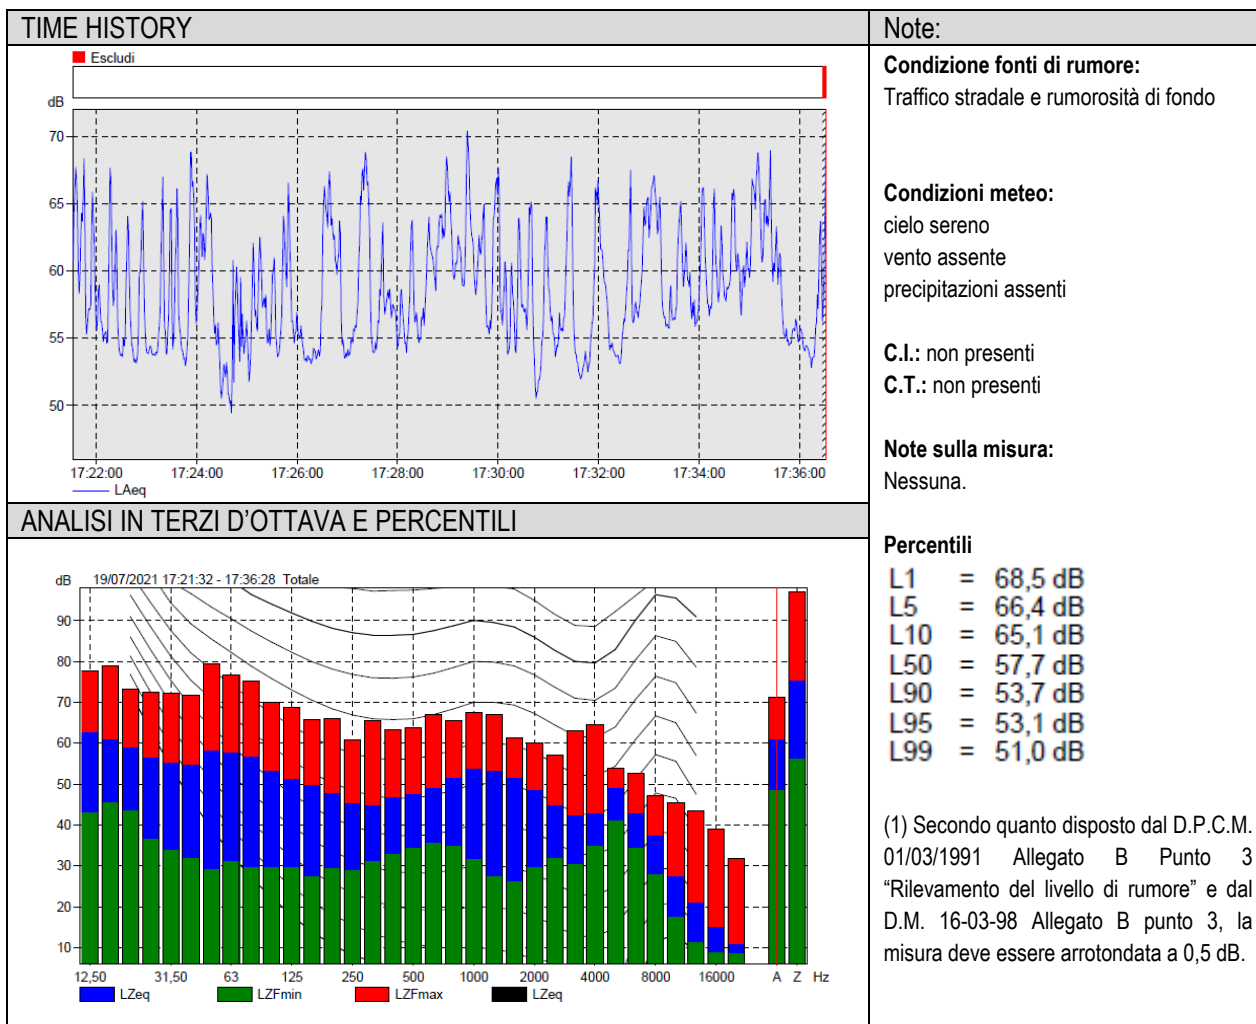 TIME HISTORY
Escludi
dB
70
65
60
55
50
17:22:00 17:24:00 17:26:00 17:28:00 17:30:00 17:32:00 17:34:00 17:36:00
LAeq
ANALISI IN TERZI D'OTTAVA E PERCENTILI
dB 19/07/2021 17:21:32 - 17:36:28 Totale
90
80
70
60
50
40
30
20
10
12,50 31,50 63 125 250 500 1000 2000 4000 8000 16000 A Z Hz
LZeq LZFmin LZFmax LZeq
Note:
Condizione fonti di rumore:
Traffico stradale e rumorosità di fondo
Condizioni meteo:
cielo sereno
vento assente
precipitazioni assenti
C.I.: non presenti
C.T.: non presenti
Note sulla misura:
Nessuna.
Percentili
L1 = 68,5 dB
L5 = 66,4 dB
L10 = 65,1 dB
L50 = 57,7 dB
L90 = 53,7 dB
L95 = 53,1 dB
L99 = 51,0 dB
(1) Secondo quanto disposto dal D.P.C.M.
01/03/1991 Allegato B Punto 3
“Rilevamento del livello di rumore” e dal
D.M. 16-03-98 Allegato B punto 3, la
misura deve essere arrotondata a 0,5 dB.